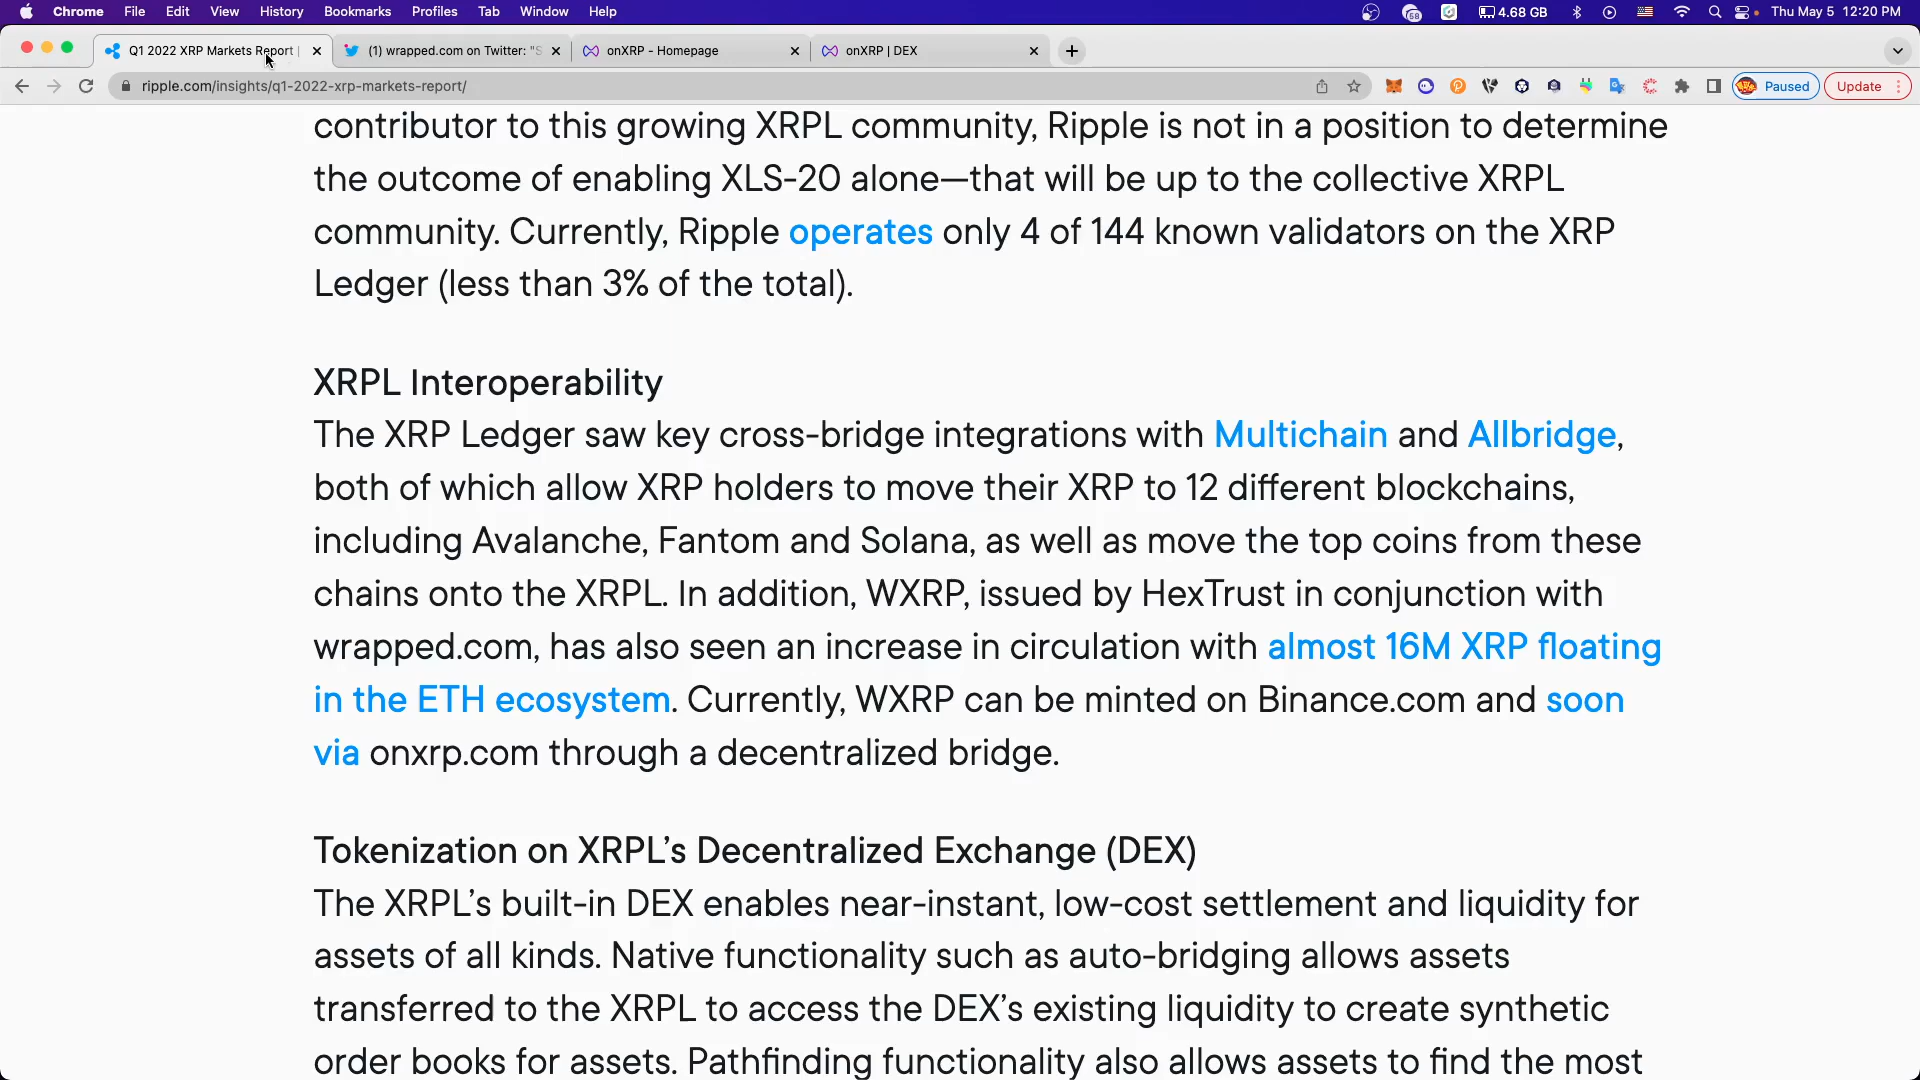 Chrome File Edit View History Bookmarks Profiles Tab Window Help 58 4.68 GB Thu May 5 12:20 PM
Q1 2022 XRP Markets Report | (1) wrapped.com on Twitter: "S onXRP - Homepage onXRP | DEX
ripple.com/insights/q1-2022-xrp-markets-report/ Paused Update
contributor to this growing XRPL community, Ripple is not in a position to determine
the outcome of enabling XLS-20 alone—that will be up to the collective XRPL
community. Currently, Ripple operates only 4 of 144 known validators on the XRP
Ledger (less than 3% of the total).
XRPL Interoperability
The XRP Ledger saw key cross-bridge integrations with Multichain and Allbridge,
both of which allow XRP holders to move their XRP to 12 different blockchains,
including Avalanche, Fantom and Solana, as well as move the top coins from these
chains onto the XRPL. In addition, WXRP, issued by HexTrust in conjunction with
wrapped.com, has also seen an increase in circulation with almost 16M XRP floating
in the ETH ecosystem. Currently, WXRP can be minted on Binance.com and soon
via onxrp.com through a decentralized bridge.
Tokenization on XRPL’s Decentralized Exchange (DEX)
The XRPL’s built-in DEX enables near-instant, low-cost settlement and liquidity for
assets of all kinds. Native functionality such as auto-bridging allows assets
transferred to the XRPL to access the DEX’s existing liquidity to create synthetic
order books for assets. Pathfinding functionality also allows assets to find the most